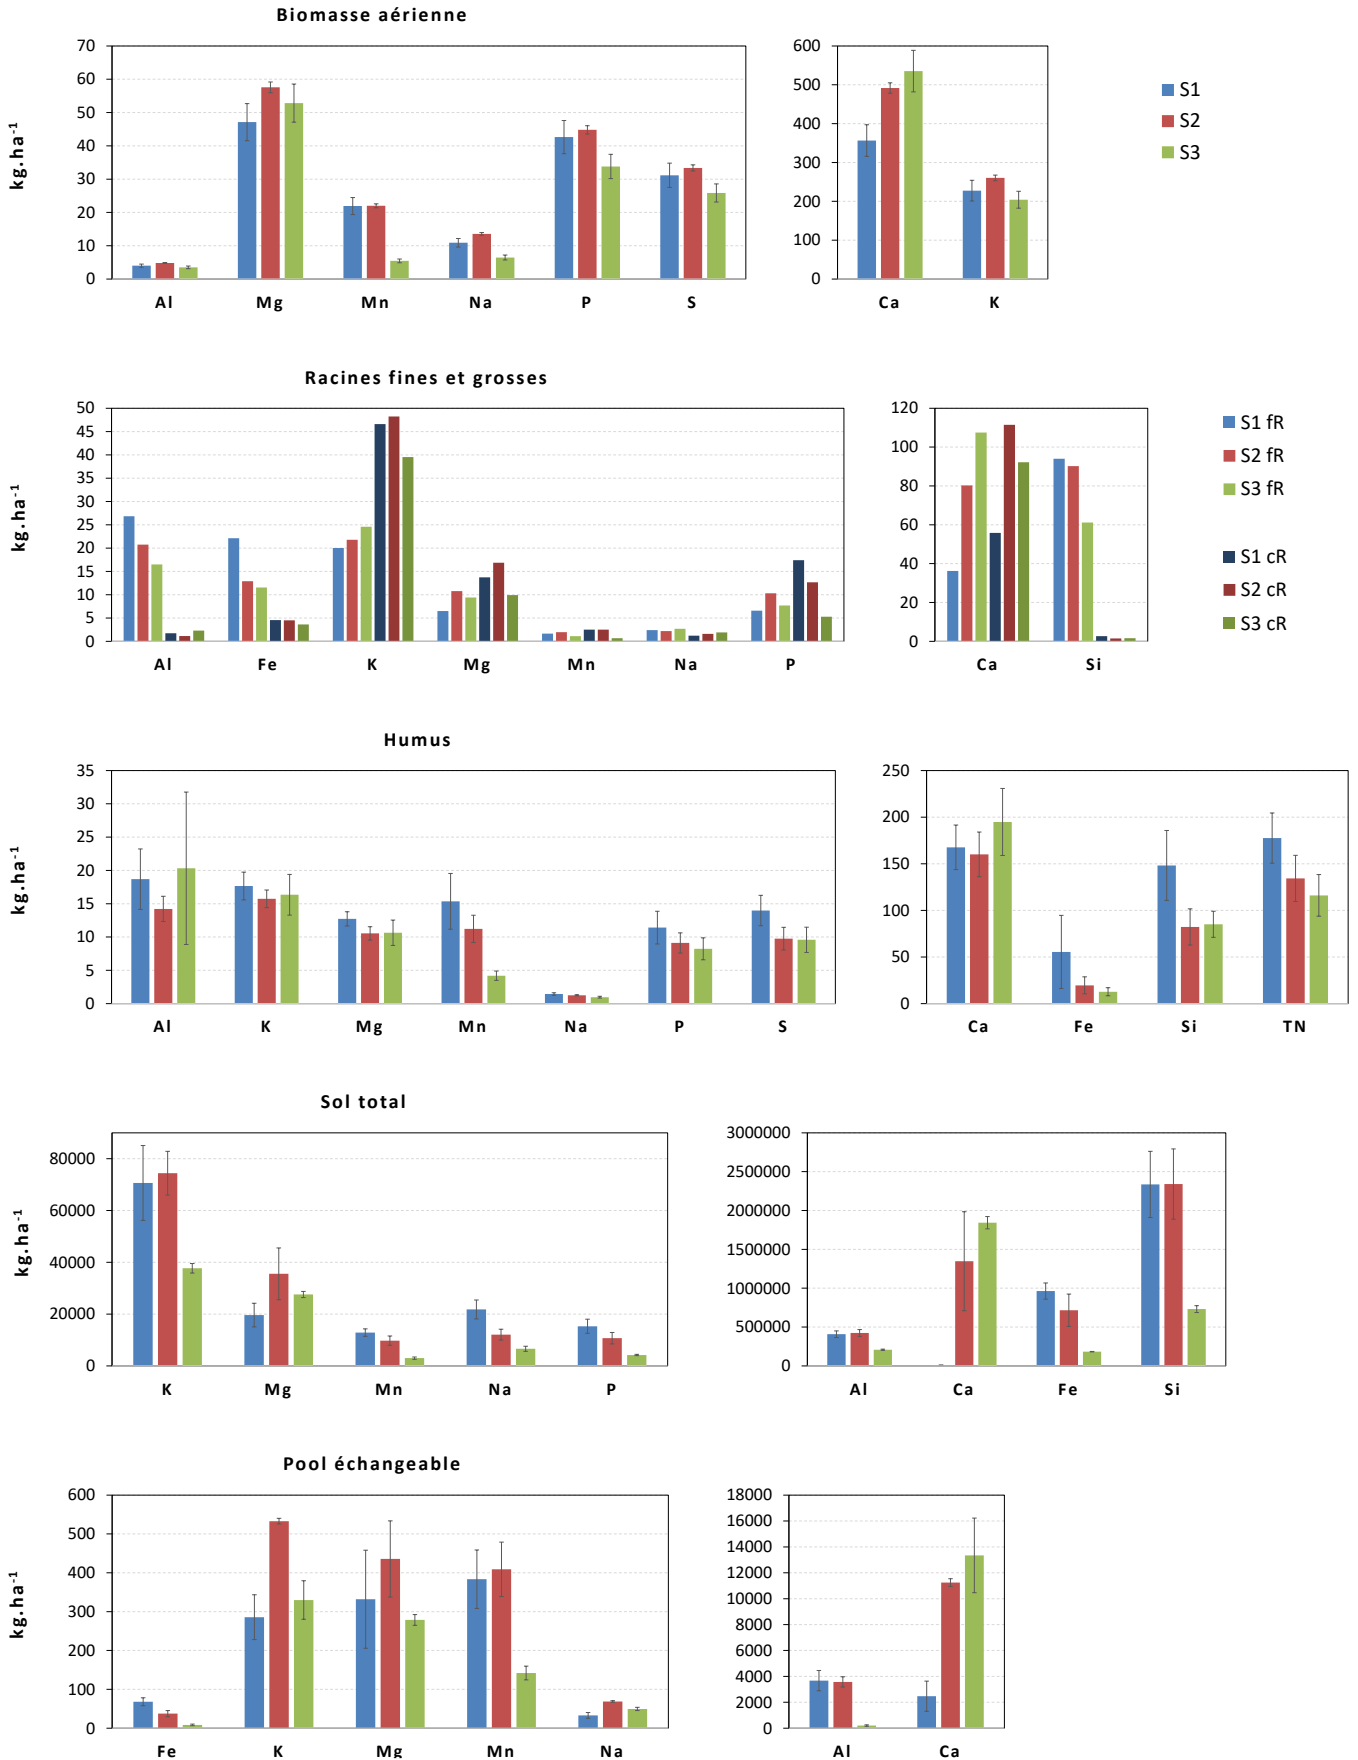 Biomasse aérienne
70
60
50
40
30
20
10
0
kg.ha⁻¹
Al Mg Mn Na P S
600
500
400
300
200
100
0
Ca K
S1
S2
S3
Racines fines et grosses
50
45
40
35
30
25
20
15
10
5
0
kg.ha⁻¹
Al Fe K Mg Mn Na P
120
100
80
60
40
20
0
Ca Si
S1 fR
S2 fR
S3 fR
S1 cR
S2 cR
S3 cR
Humus
35
30
25
20
15
10
5
0
kg.ha⁻¹
Al K Mg Mn Na P S
250
200
150
100
50
0
Ca Fe Si TN
Sol total
80000
60000
40000
20000
0
kg.ha⁻¹
K Mg Mn Na P
3000000
2500000
2000000
1500000
1000000
500000
0
Al Ca Fe Si
Pool échangeable
600
500
400
300
200
100
0
kg.ha⁻¹
Fe K Mg Mn Na
18000
16000
14000
12000
10000
8000
6000
4000
2000
0
Al Ca